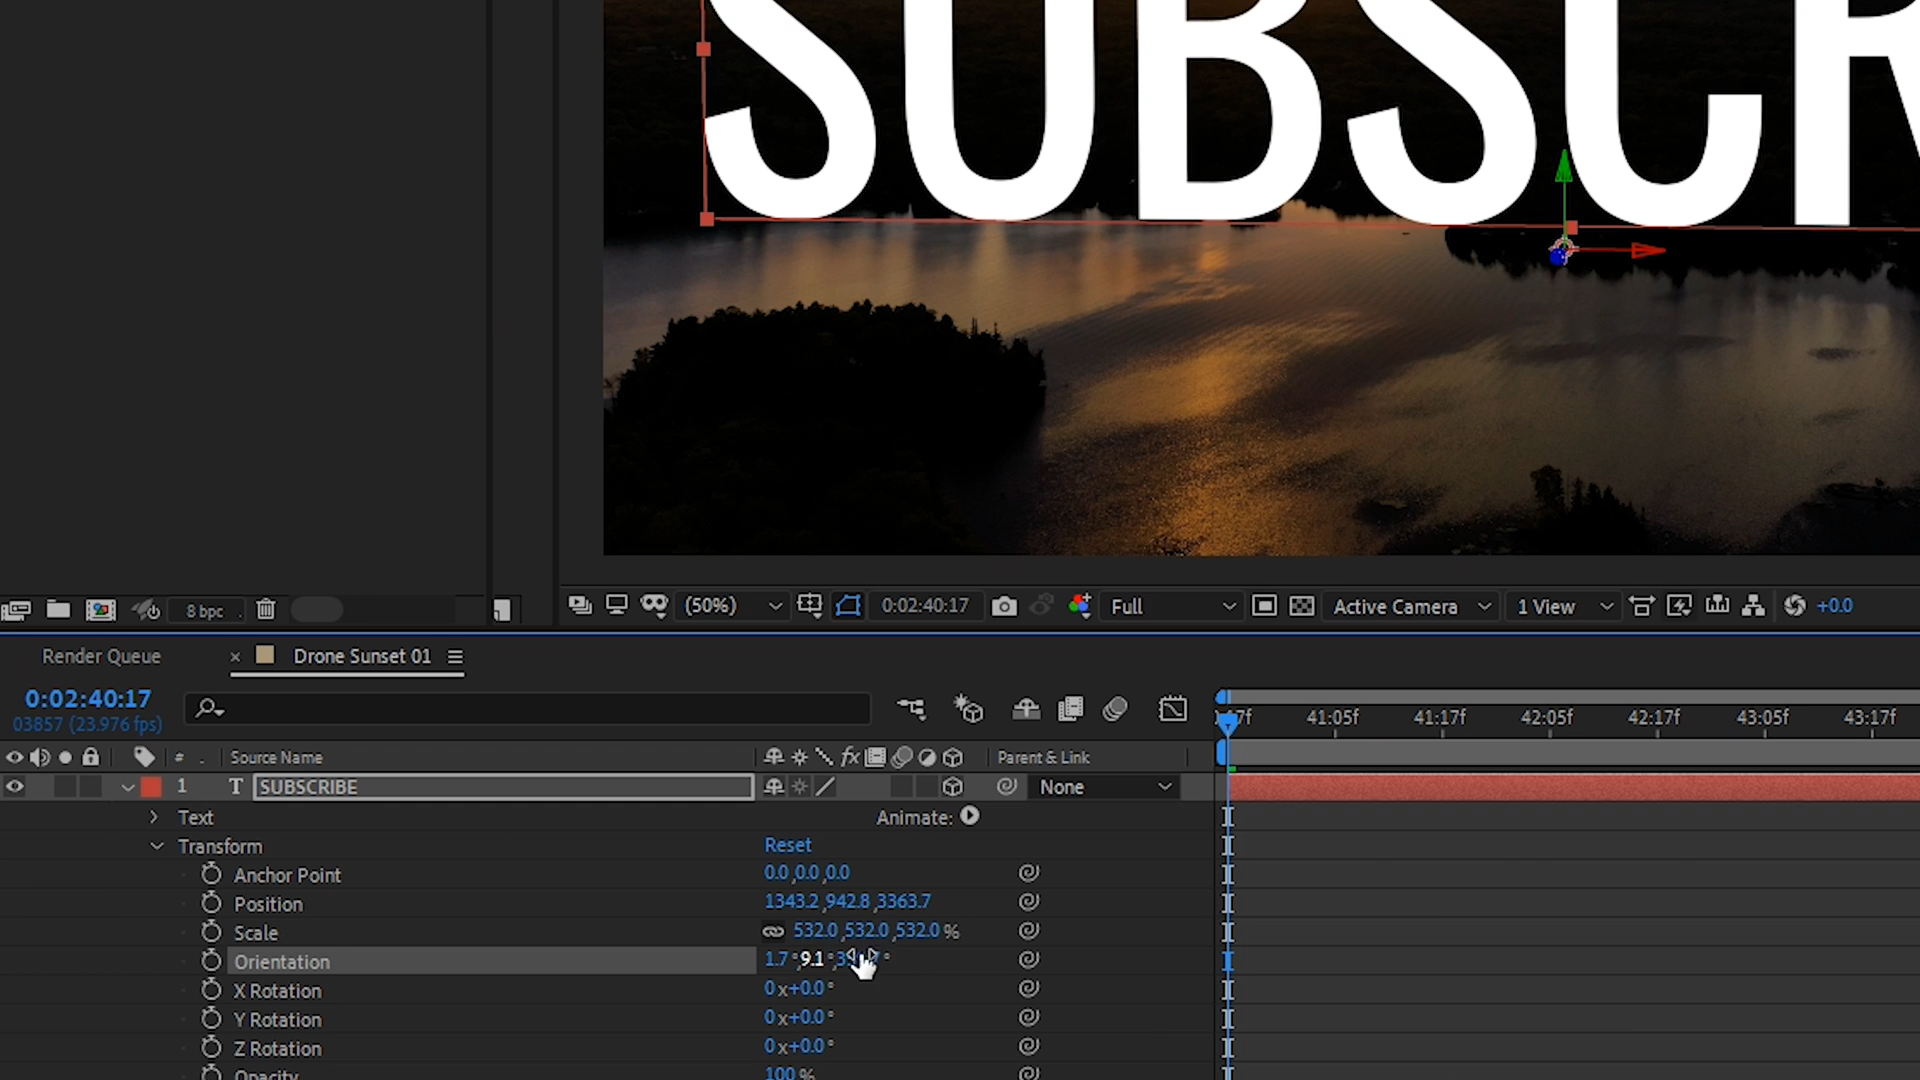 SUBSCR
8 bpc
(50%)
0:02:40:17
Full
Active Camera
1 View
+0.0
Render Queue
× Drone Sunset 01
0:02:40:17
03857 (23.976 fps)
41:05f 41:17f 42:05f 42:17f 43:05f 43:17f
# . Source Name
fx
Parent & Link
1 T SUBSCRIBE
None
Text
Animate:
Transform
Reset
Anchor Point
0.0,0.0,0.0
Position
1343.2,942.8,3363.7
Scale
532.0,532.0,532.0 %
Orientation
1.7°,9.1°
X Rotation
0x+0.0°
Y Rotation
0x+0.0°
Z Rotation
0x+0.0°
Opacity
100 %